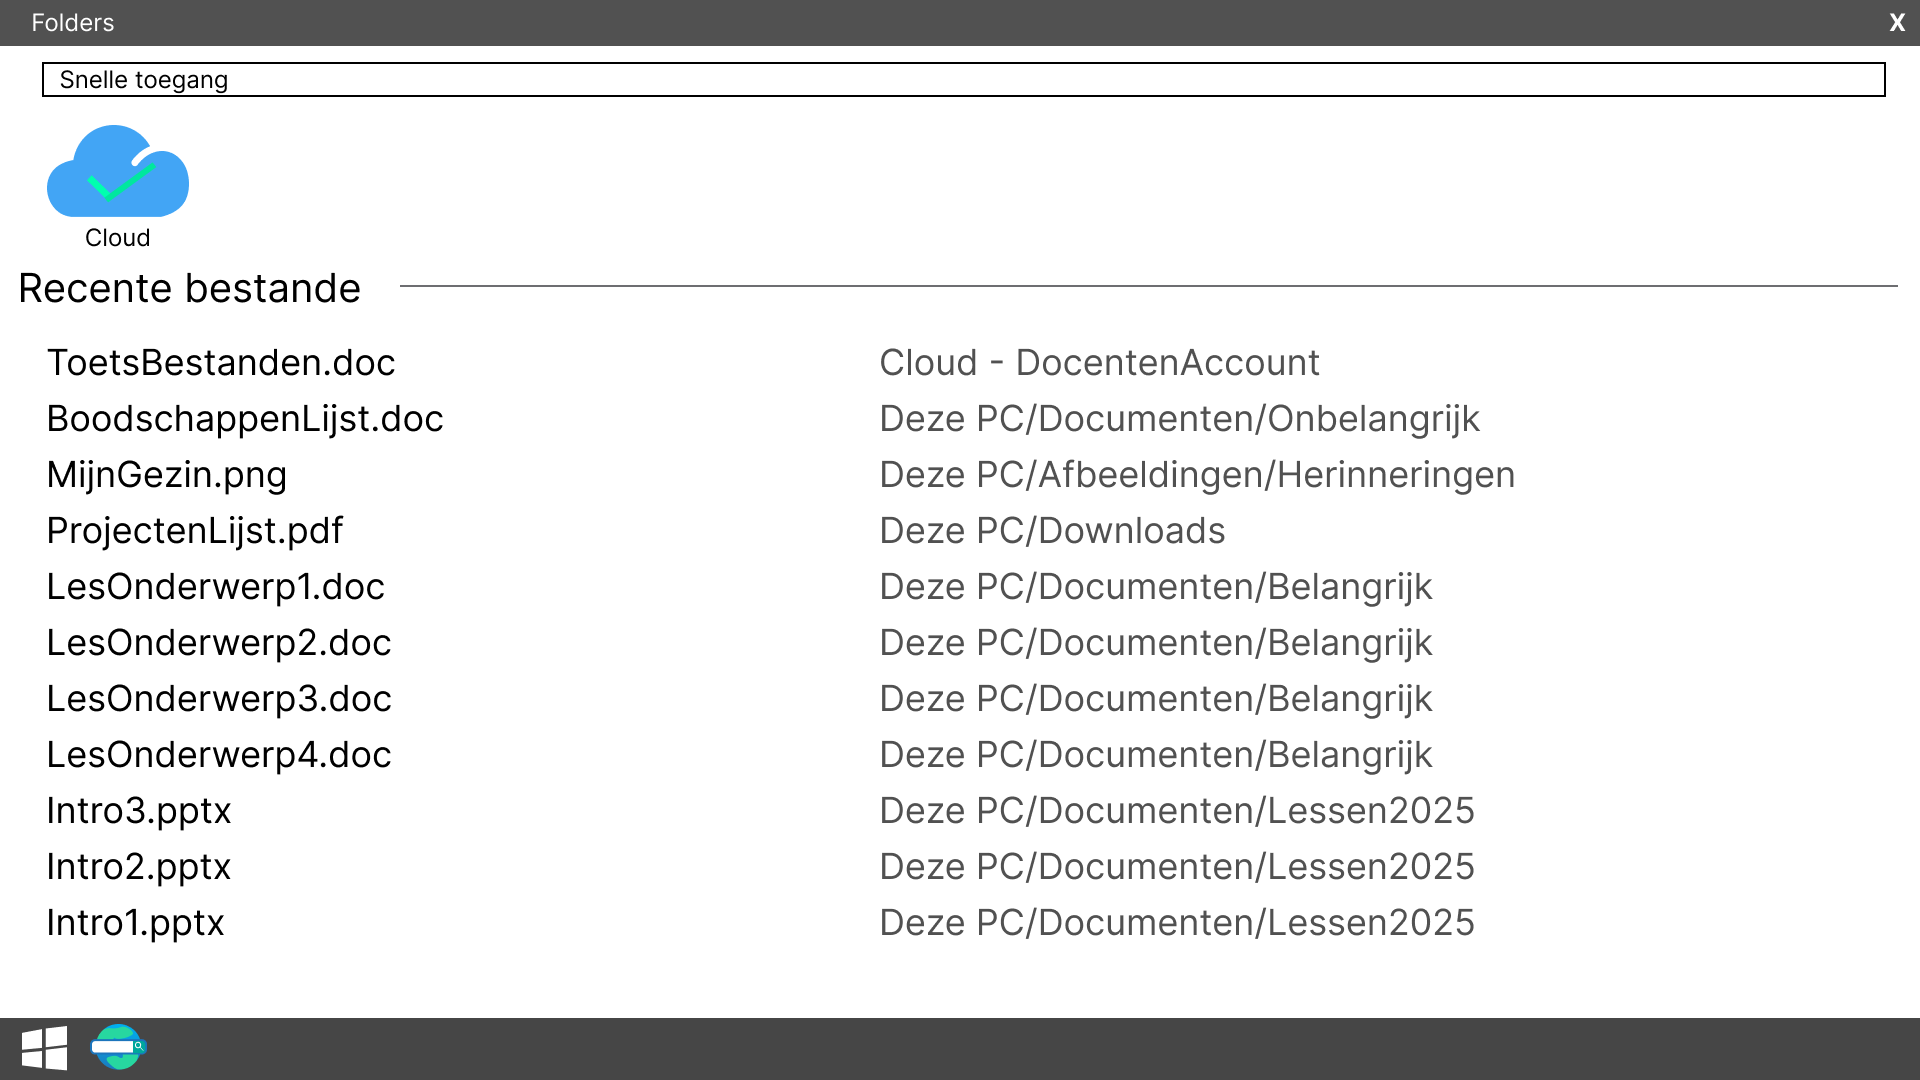 Folders X
Snelle toegang
Cloud
Recente bestande
ToetsBestanden.doc Cloud - DocentenAccount
BoodschappenLijst.doc Deze PC/Documenten/Onbelangrijk
MijnGezin.png Deze PC/Afbeeldingen/Herinneringen
ProjectenLijst.pdf Deze PC/Downloads
LesOnderwerp1.doc Deze PC/Documenten/Belangrijk
LesOnderwerp2.doc Deze PC/Documenten/Belangrijk
LesOnderwerp3.doc Deze PC/Documenten/Belangrijk
LesOnderwerp4.doc Deze PC/Documenten/Belangrijk
Intro3.pptx Deze PC/Documenten/Lessen2025
Intro2.pptx Deze PC/Documenten/Lessen2025
Intro1.pptx Deze PC/Documenten/Lessen2025